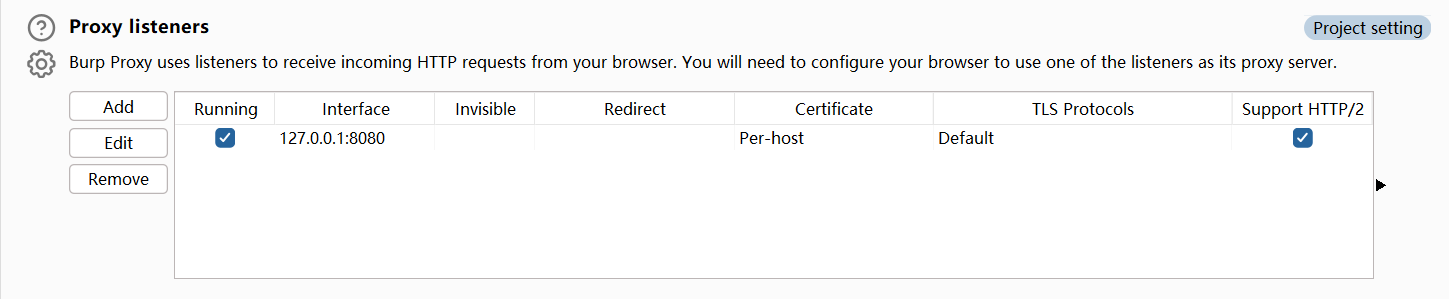 Proxy listeners
Project setting
Burp Proxy uses listeners to receive incoming HTTP requests from your browser. You will need to configure your browser to use one of the listeners as its proxy server.
Add
Edit
Remove
Running Interface Invisible Redirect Certificate TLS Protocols Support HTTP/2
127.0.0.1:8080 Per-host Default